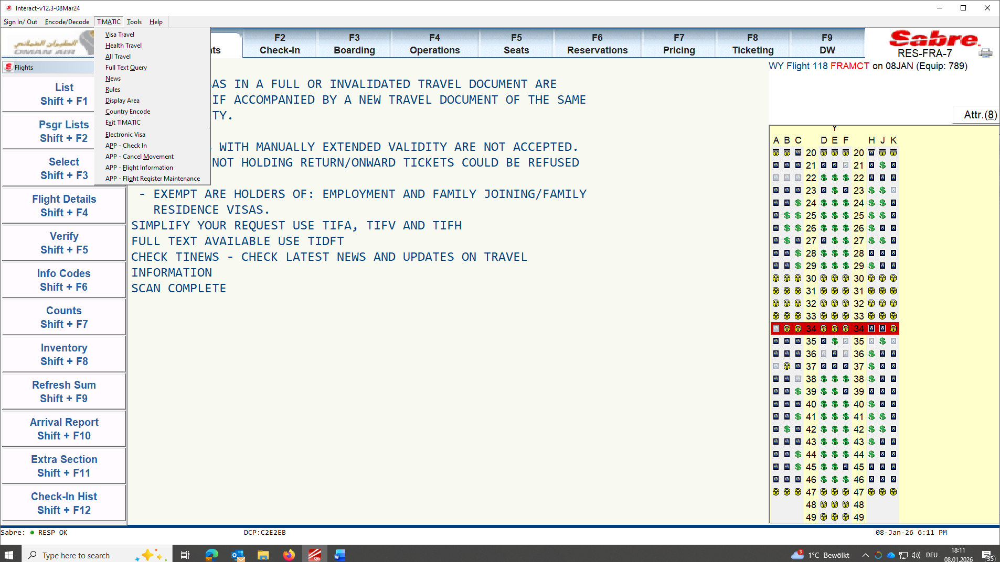 Interact-v12.3-08Mar24
Sign In/ Out Encode/Decode TIMATIC Tools Help
Visa Travel
Health Travel
All Travel
Full Text Query
News
Rules
Display Area
Country Encode
Exit TIMATIC
Electronic Visa
APP - Check In
APP - Cancel Movement
APP - Flight Information
APP - Flight Register Maintenance
الطيران العماني
OMAN AIR
nts
F2 Check-In
F3 Boarding
F4 Operations
F5 Seats
F6 Reservations
F7 Pricing
F8 Ticketing
F9 DW
Sabre.
RES-FRA-7
WY Flight 118 FRAMCT on 08JAN (Equip: 789)
Attr.(8)
Flights
List
Shift + F1
Psgr Lists
Shift + F2
Select
Shift + F3
Flight Details
Shift + F4
Verify
Shift + F5
Info Codes
Shift + F6
Counts
Shift + F7
Inventory
Shift + F8
Refresh Sum
Shift + F9
Arrival Report
Shift + F10
Extra Section
Shift + F11
Check-In Hist
Shift + F12
AS IN A FULL OR INVALIDATED TRAVEL DOCUMENT ARE
IF ACCOMPANIED BY A NEW TRAVEL DOCUMENT OF THE SAME
TY.
WITH MANUALLY EXTENDED VALIDITY ARE NOT ACCEPTED.
NOT HOLDING RETURN/ONWARD TICKETS COULD BE REFUSED
- EXEMPT ARE HOLDERS OF: EMPLOYMENT AND FAMILY JOINING/FAMILY
RESIDENCE VISAS.
SIMPLIFY YOUR REQUEST USE TIFA, TIFV AND TIFH
FULL TEXT AVAILABLE USE TIDFT
CHECK TINEWS - CHECK LATEST NEWS AND UPDATES ON TRAVEL
INFORMATION
SCAN COMPLETE
Y
A B C D E F H J K
20 20
21 21 $
22 $ $ $ 22 $ $
23 $ 23 $ $
$ 24 $ $ $ 24 $ $
$ $ 25 $ $ $ 25 $ $
$ $ 26 $ $ $ 26 $
$ 27 $ $ 27 $ $
$ 28 $ $ $ 28
$ 29 $ $ $ 29 $
30 30
31 31
32 32
33 33
34 34
35 $ 35 $
36 36 $
37 37 $
38 $ $ $ 38 $
$ 39 $ $ 39
40 $ $ $ 40 $
$ 41 $ $ $ 41 $ $
$ 42 $ $ $ 42 $ $
43 $ $ $ 43 $
$ 44 $ $ $ 44 $
$ 45 $ $ 45
46 $ $ $ 46
47 47
48 48
49 49
Sabre: RESP OK
DCP:C2E2EB
08-Jan-26 6:11 PM
Type here to search
Qik
3
1°C Bewölkt
DEU
18:11
08.01.2026
35